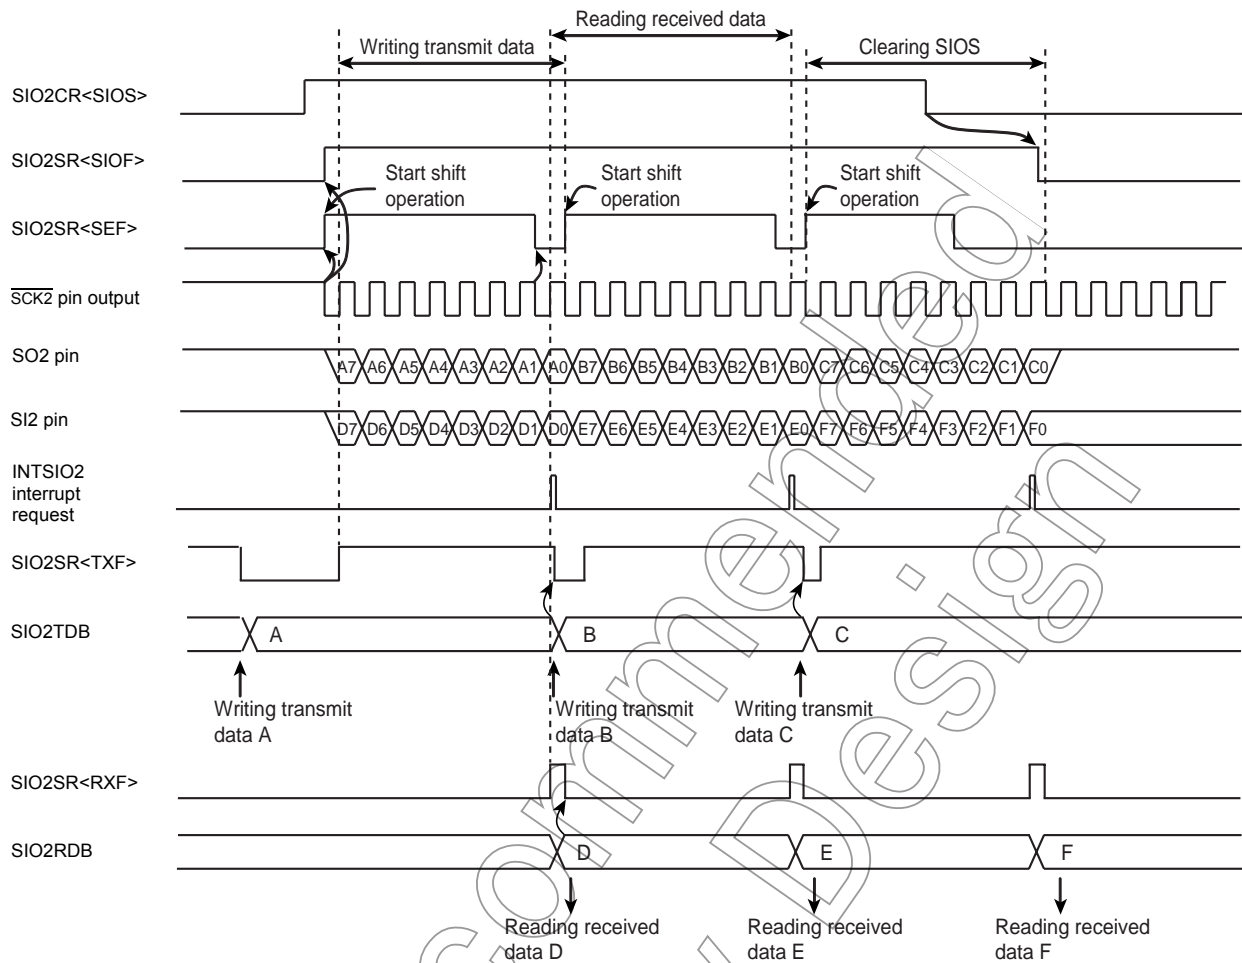 Reading received data
Writing transmit data
Clearing SIOS
SIO2CR<SIOS>
SIO2SR<SIOF>
Start shift
operation
Start shift
operation
Start shift
operation
SIO2SR<SEF>
SCK2 pin output
SO2 pin
A7 A6 A5 A4 A3 A2 A1 A0 B7 B6 B5 B4 B3 B2 B1 B0 C7 C6 C5 C4 C3 C2 C1 C0
SI2 pin
D7 D6 D5 D4 D3 D2 D1 D0 E7 E6 E5 E4 E3 E2 E1 E0 F7 F6 F5 F4 F3 F2 F1 F0
INTSIO2
interrupt
request
SIO2SR<TXF>
SIO2TDB
A B C
Writing transmit
data A
Writing transmit
data B
Writing transmit
data C
SIO2SR<RXF>
SIO2RDB
D E F
Reading received
data D
Reading received
data E
Reading received
data F
ommended
Design